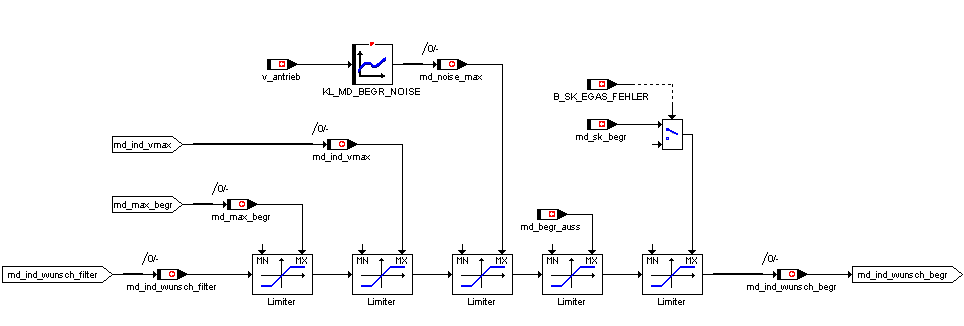 /0/-
v_antrieb
md_noise_max
KL_MD_BEGR_NOISE
B_SK_EGAS_FEHLER
/0/-
md_sk_begr
md_ind_vmax
md_ind_vmax
/0/-
md_max_begr
md_max_begr
md_begr_auss
/0/-
MN MX
MN MX
MN MX
MN MX
MN MX
/0/-
md_ind_wunsch_filter
md_ind_wunsch_filter
md_ind_wunsch_begr
md_ind_wunsch_begr
Limiter
Limiter
Limiter
Limiter
Limiter